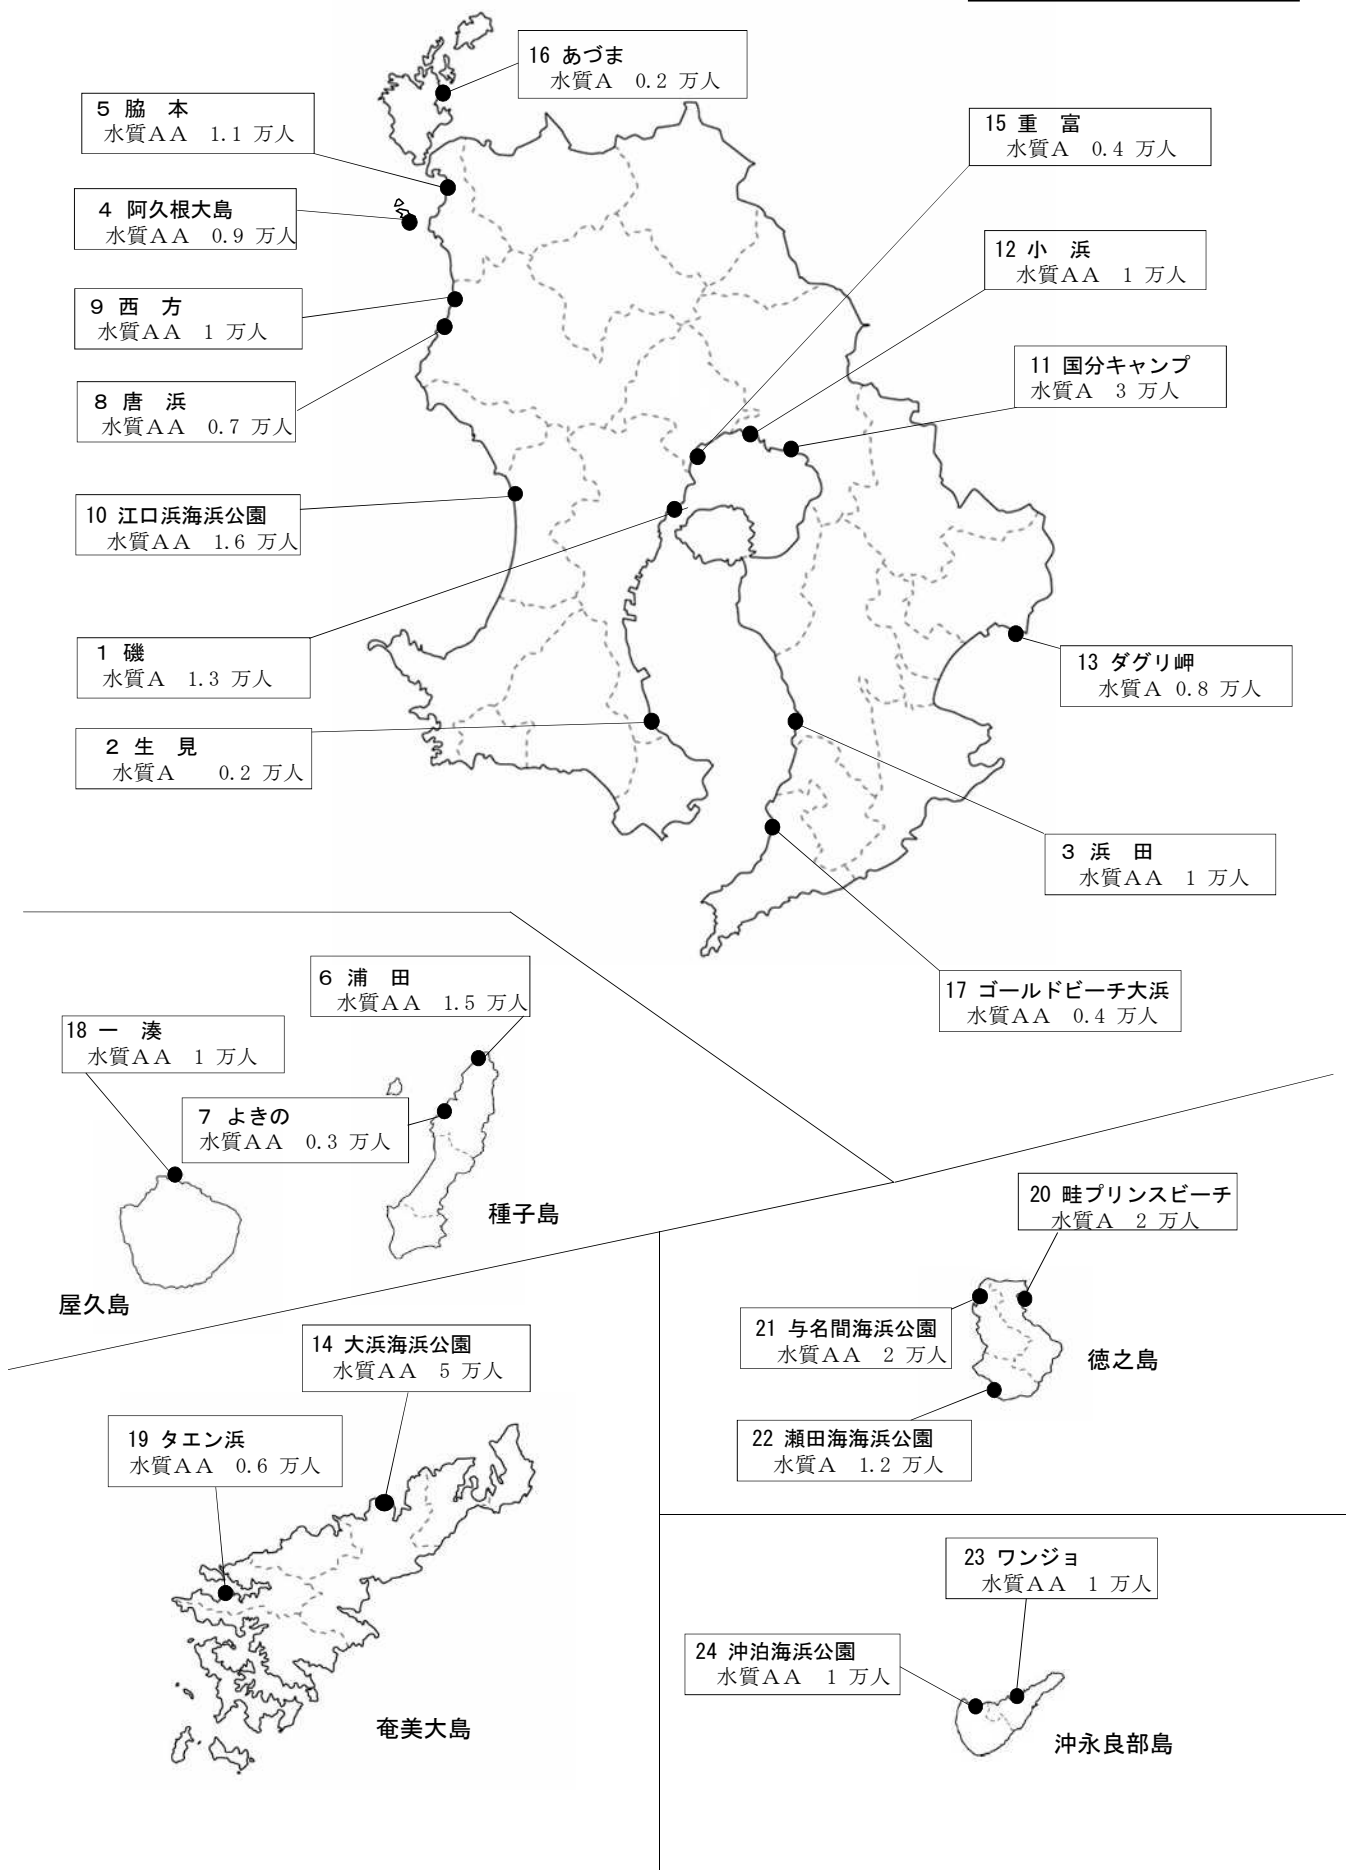 16 あづま
水質A 0.2 万人
5 脇 本
水質AA 1.1 万人
15 重 富
水質A 0.4 万人
4 阿久根大島
水質AA 0.9 万人
12 小 浜
水質AA 1 万人
9 西 方
水質AA 1 万人
11 国分キャンプ
水質A 3 万人
8 唐 浜
水質AA 0.7 万人
10 江口浜海浜公園
水質AA 1.6 万人
1 磯
水質A 1.3 万人
13 ダグリ岬
水質A 0.8 万人
2 生 見
水質A 0.2 万人
3 浜 田
水質AA 1 万人
6 浦 田
水質AA 1.5 万人
17 ゴールドビーチ大浜
水質AA 0.4 万人
18 一 湊
水質AA 1 万人
7 よきの
水質AA 0.3 万人
種子島
屋久島
20 畦プリンスビーチ
水質A 2 万人
21 与名間海浜公園
水質AA 2 万人
徳之島
14 大浜海浜公園
水質AA 5 万人
22 瀬田海海浜公園
水質A 1.2 万人
19 タエン浜
水質AA 0.6 万人
23 ワンジョ
水質AA 1 万人
24 沖泊海浜公園
水質AA 1 万人
奄美大島
沖永良部島